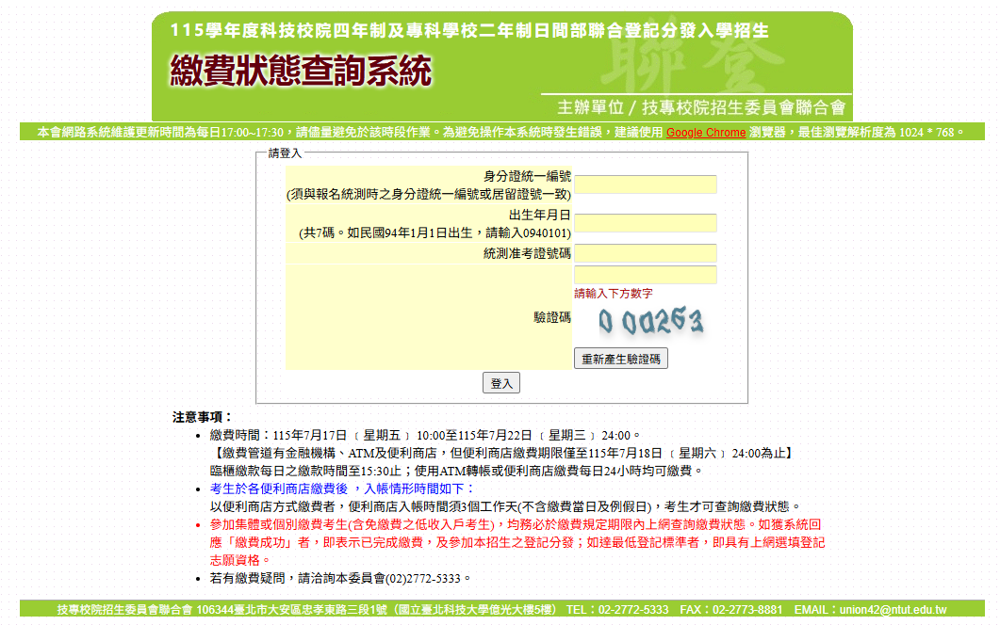 115學年度科技校院四年制及專科學校二年制日間部聯合登記分發入學招生
聯登
繳費狀態查詢系統
主辦單位 / 技專校院招生委員會聯合會
本會網路系統維護更新時間為每日17:00~17:30，請儘量避免於該時段作業。為避免操作本系統時發生錯誤，建議使用 Google Chrome 瀏覽器，最佳瀏覽解析度為 1024 * 768。
請登入
身分證統一編號
(須與報名統測時之身分證統一編號或居留證號一致)
出生年月日
(共7碼。如民國94年1月1日出生，請輸入0940101)
統測准考證號碼
請輸入下方數字
驗證碼
0 00263
重新產生驗證碼
登入
注意事項：
• 繳費時間：115年7月17日﹝星期五﹞10:00至115年7月22日﹝星期三﹞24:00。
【繳費管道有金融機構、ATM及便利商店，但便利商店繳費期限僅至115年7月18日﹝星期六﹞24:00為止】
臨櫃繳款每日之繳款時間至15:30止；使用ATM轉帳或便利商店繳費每日24小時均可繳費。
• 考生於各便利商店繳費後 ，入帳情形時間如下：
以便利商店方式繳費者，便利商店入帳時間須3個工作天(不含繳費當日及例假日)，考生才可查詢繳費狀態。
• 參加集體或個別繳費考生(含免繳費之低收入戶考生)，均務必於繳費規定期限內上網查詢繳費狀態。如獲系統回
應「繳費成功」者，即表示已完成繳費，及參加本招生之登記分發；如達最低登記標準者，即具有上網選填登記
志願資格。
• 若有繳費疑問，請洽詢本委員會(02)2772-5333。
技專校院招生委員會聯合會 106344臺北市大安區忠孝東路三段1號（國立臺北科技大學億光大樓5樓） TEL：02-2772-5333 FAX：02-2773-8881 EMAIL：union42@ntut.edu.tw